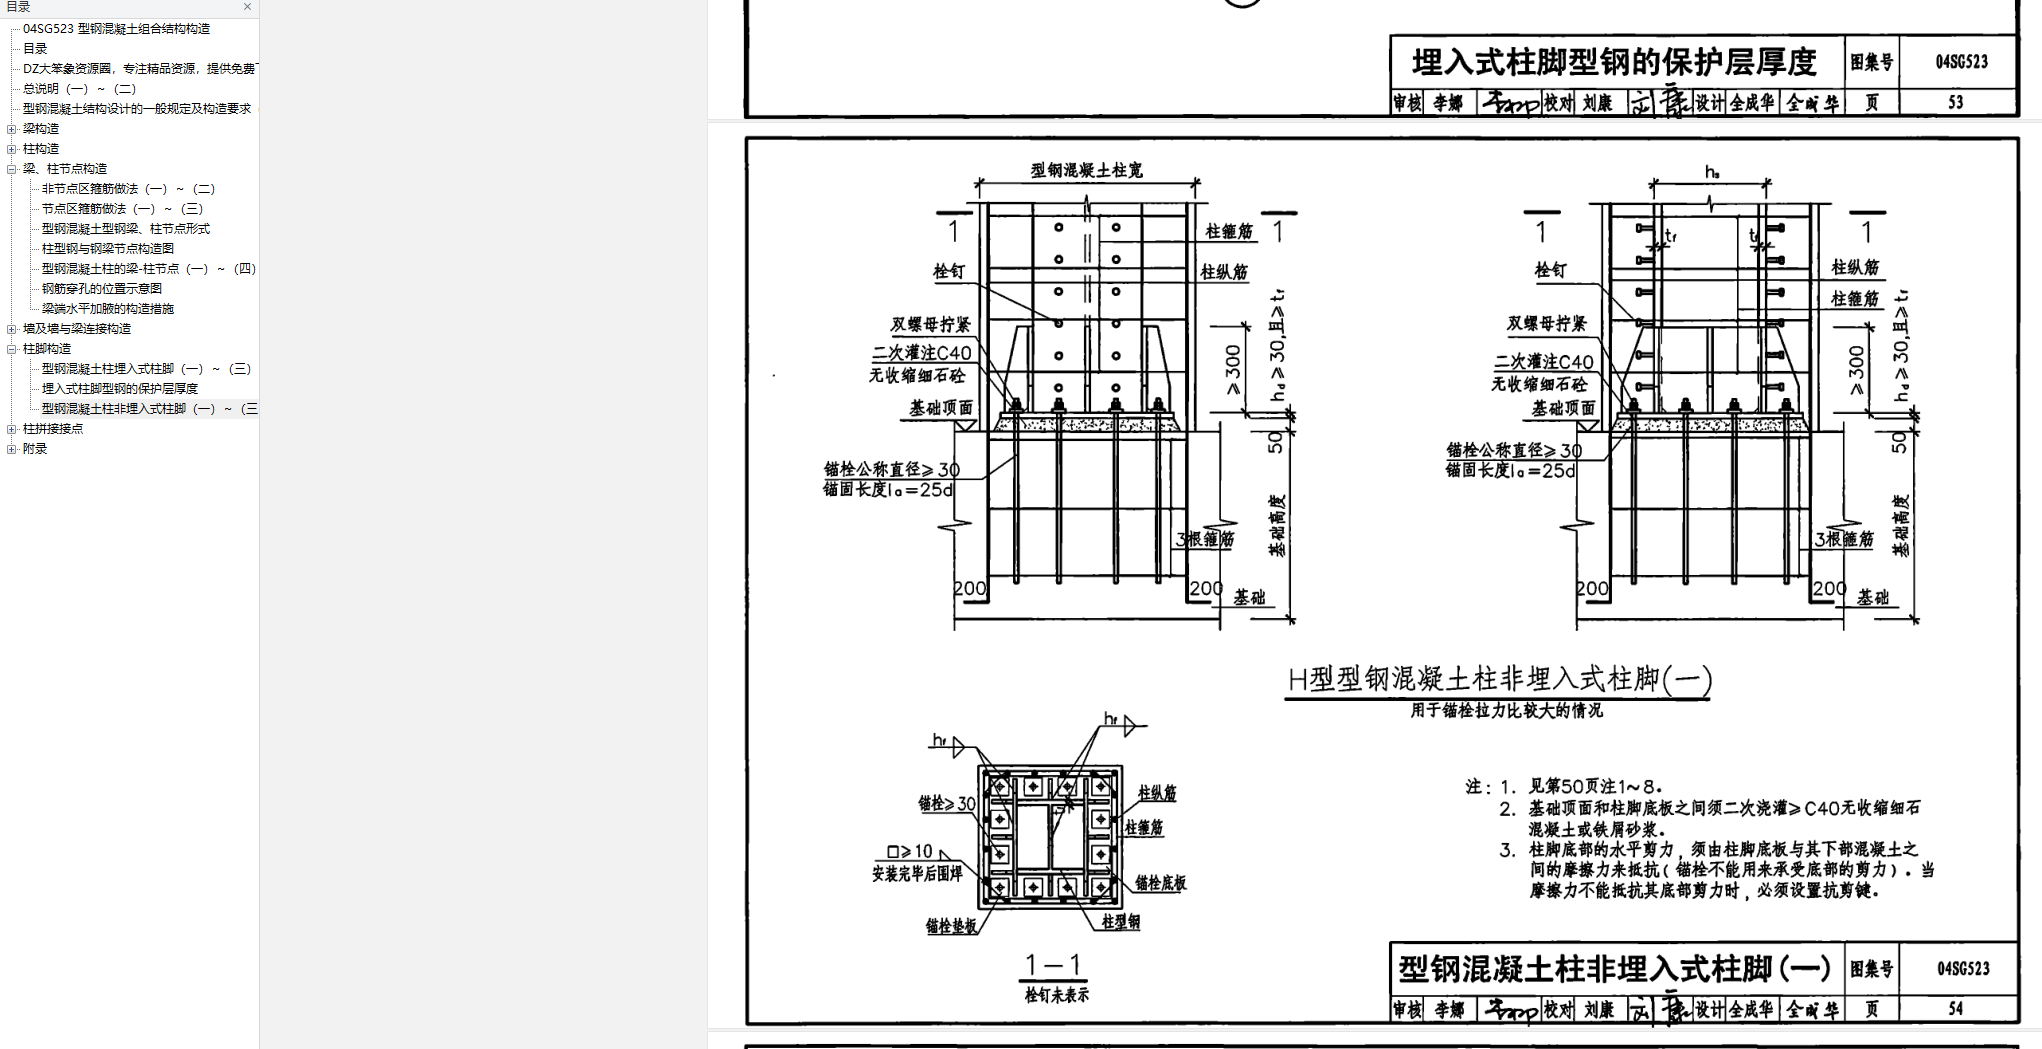 目录
04SG523 型钢混凝土组合结构构造
目录
DZ大笨象资源圈，专注精品资源，提供免费
总说明（一）～（二）
型钢混凝土结构设计的一般规定及构造要求
梁构造
柱构造
梁、柱节点构造
非节点区箍筋做法（一）～（二）
节点区箍筋做法（一）～（三）
型钢混凝土型钢梁、柱节点形式
柱型钢与钢梁节点构造图
型钢混凝土柱的梁-柱节点（一）～（四）
钢筋穿孔的位置示意图
梁端水平加腋的构造措施
墙及墙与梁连接构造
柱脚构造
型钢混凝土柱埋入式柱脚（一）～（三）
埋入式柱脚型钢的保护层厚度
型钢混凝土柱非埋入式柱脚（一）～（三
柱拼接接点
附录
埋入式柱脚型钢的保护层厚度
图集号
04SG523
审核 李娜 校对 刘康 设计 全成华 全成华 页 53
型钢混凝土柱宽
1
1
柱箍筋
栓钉
柱纵筋
双螺母拧紧
二次灌注C40
无收缩细石砼
基础顶面
≥300
hd≥30,且≥tf
50
锚栓公称直径≥30
锚固长度la=25d
基础高度
3根箍筋
200
200
基础
hs
1
1
tf
tf
栓钉
柱纵筋
柱箍筋
双螺母拧紧
二次灌注C40
无收缩细石砼
基础顶面
≥300
hd≥30,且≥tf
50
锚栓公称直径≥30
锚固长度la=25d
基础高度
3根箍筋
200
200
基础
H型型钢混凝土柱非埋入式柱脚(一)
用于锚栓拉力比较大的情况
hf
hf
锚栓≥30
柱纵筋
柱箍筋
□≥10
安装完毕后围焊
锚栓底板
锚栓垫板
柱型钢
1-1
栓钉未表示
注：1. 见第50页注1~8。
2. 基础顶面和柱脚底板之间须二次浇灌≥C40无收缩细石
混凝土或铁屑砂浆。
3. 柱脚底部的水平剪力，须由柱脚底板与其下部混凝土之
间的摩擦力来抵抗(锚栓不能用来承受底部的剪力)。当
摩擦力不能抵抗其底部剪力时，必须设置抗剪键。
型钢混凝土柱非埋入式柱脚(一)
图集号
04SG523
审核 李娜 校对 刘康 设计 全成华 全成华 页 54